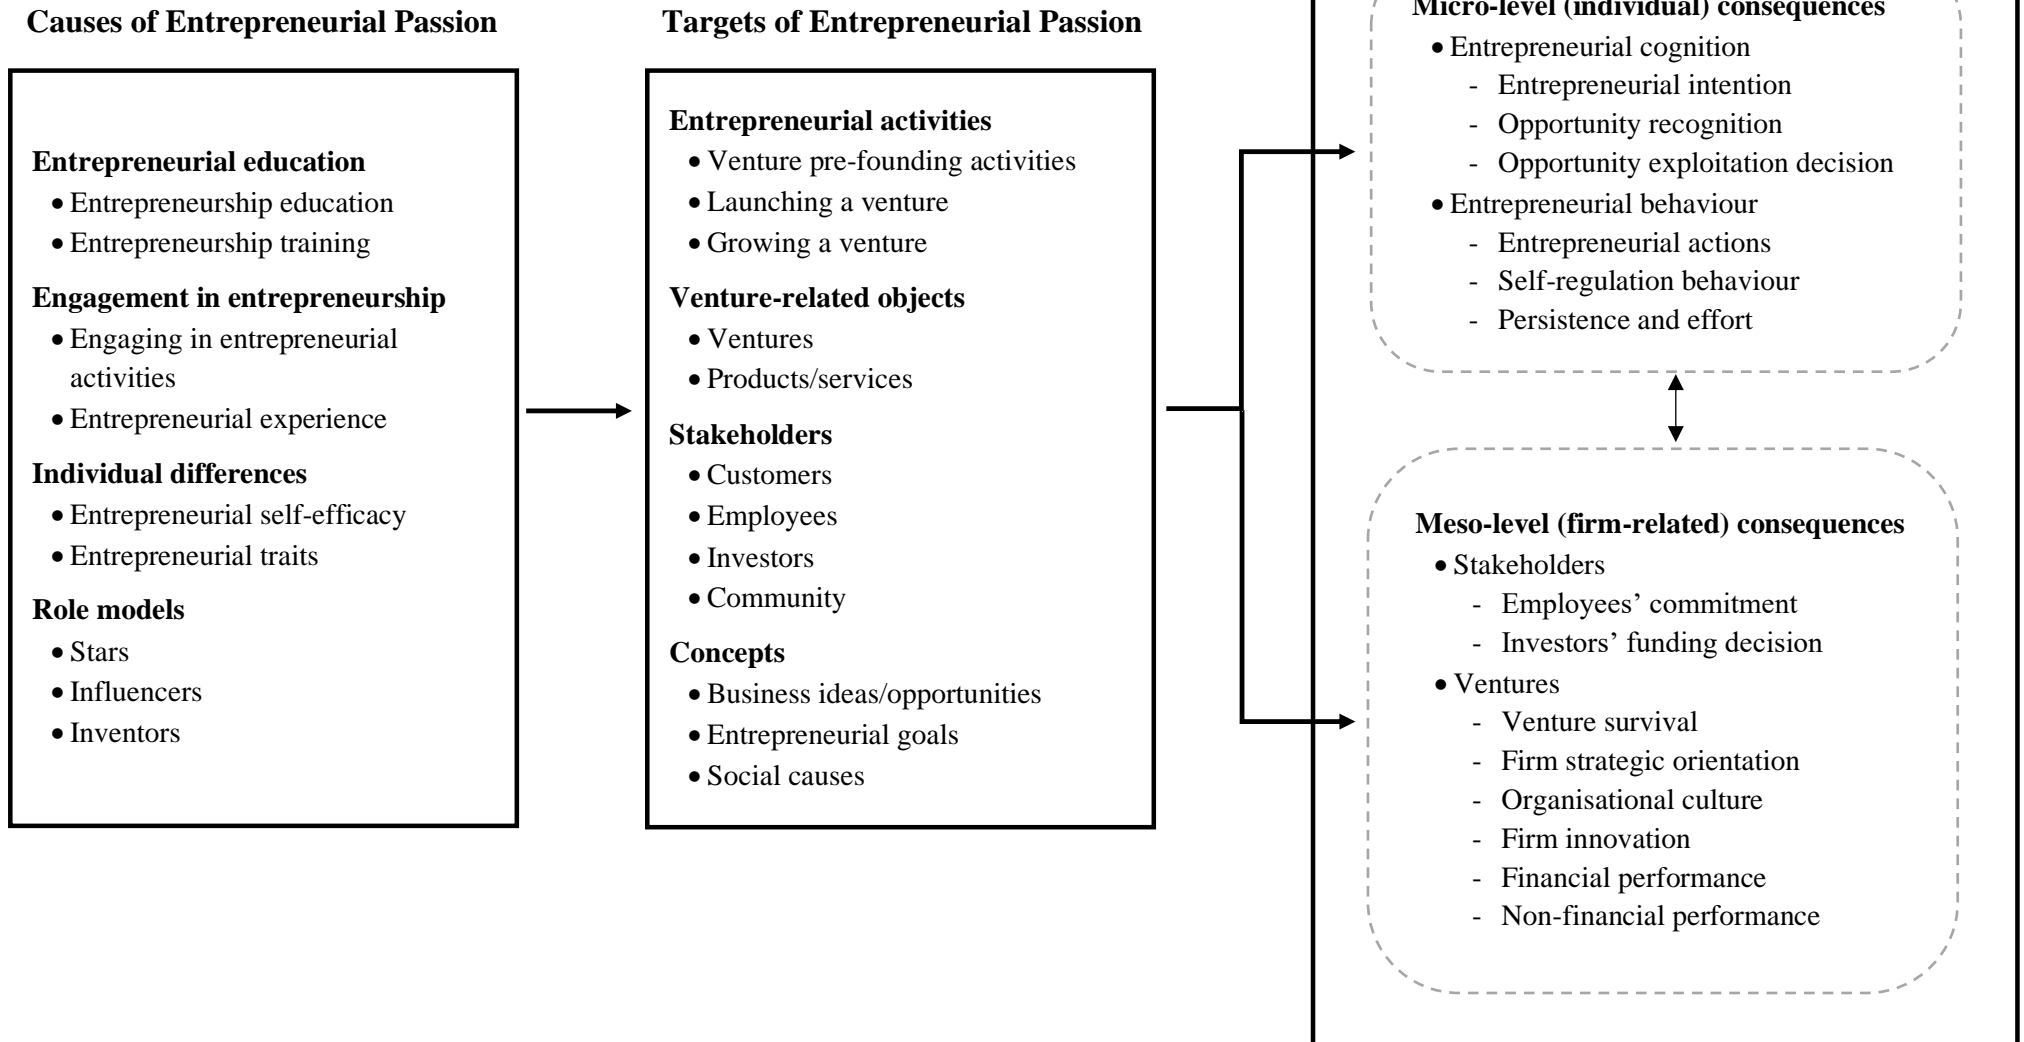 Causes of Entrepreneurial Passion
Entrepreneurial education
• Entrepreneurship education
• Entrepreneurship training
Engagement in entrepreneurship
• Engaging in entrepreneurial
activities
• Entrepreneurial experience
Individual differences
• Entrepreneurial self-efficacy
• Entrepreneurial traits
Role models
• Stars
• Influencers
• Inventors
Targets of Entrepreneurial Passion
Entrepreneurial activities
• Venture pre-founding activities
• Launching a venture
• Growing a venture
Venture-related objects
• Ventures
• Products/services
Stakeholders
• Customers
• Employees
• Investors
• Community
Concepts
• Business ideas/opportunities
• Entrepreneurial goals
• Social causes
Micro-level (individual) consequences
• Entrepreneurial cognition
- Entrepreneurial intention
- Opportunity recognition
- Opportunity exploitation decision
• Entrepreneurial behaviour
- Entrepreneurial actions
- Self-regulation behaviour
- Persistence and effort
Meso-level (firm-related) consequences
• Stakeholders
- Employees’ commitment
- Investors’ funding decision
• Ventures
- Venture survival
- Firm strategic orientation
- Organisational culture
- Firm innovation
- Financial performance
- Non-financial performance